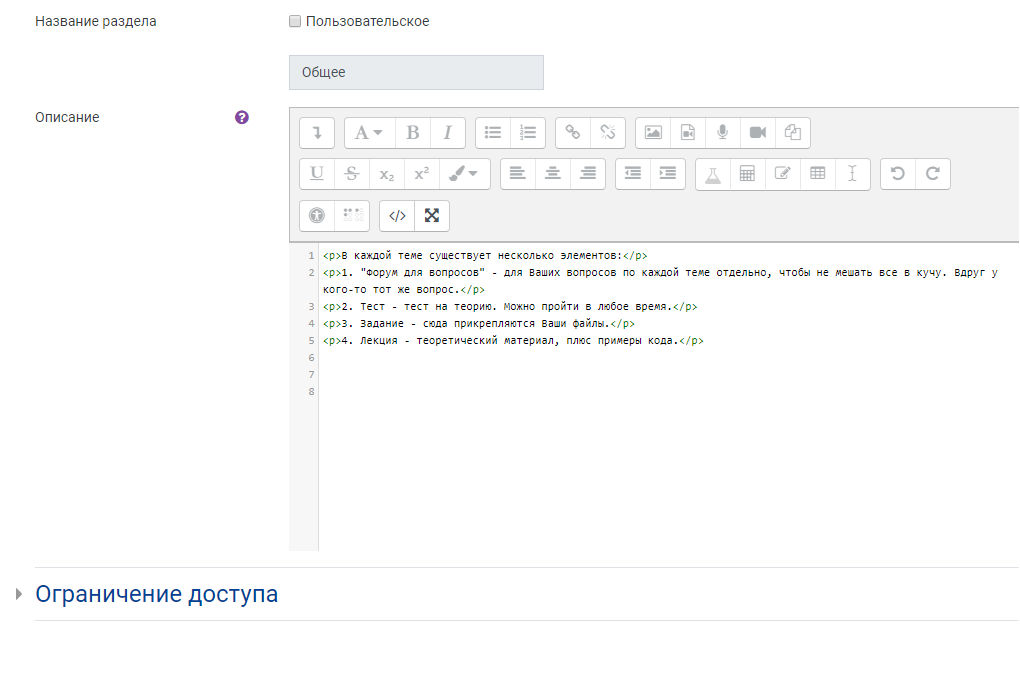 Название раздела
Пользовательское
Общее
Описание
?
A B I
U S x₂ x²
</>
1 <p>В каждой теме существует несколько элементов:</p>
2 <p>1. "Форум для вопросов" - для Ваших вопросов по каждой теме отдельно, чтобы не мешать все в кучу. Вдруг у
кого-то тот же вопрос.</p>
3 <p>2. Тест - тест на теорию. Можно пройти в любое время.</p>
4 <p>3. Задание - сюда прикрепляются Ваши файлы.</p>
5 <p>4. Лекция - теоретический материал, плюс примеры кода.</p>
6
7
8
Ограничение доступа